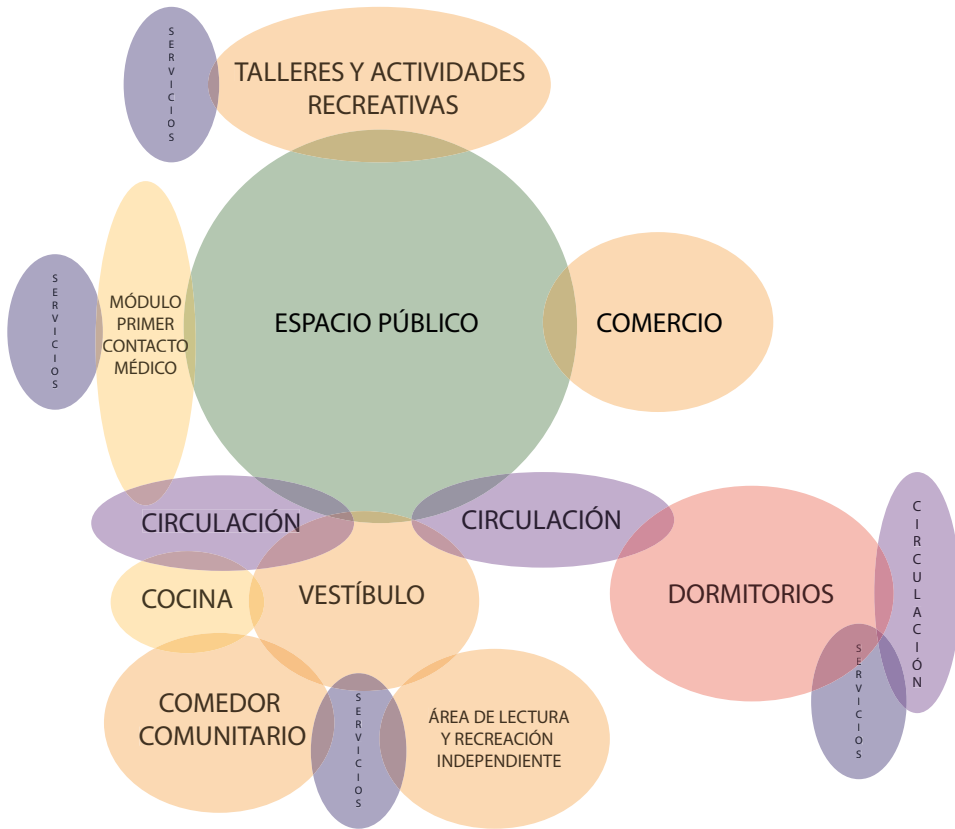 SERVICIOS
TALLERES Y ACTIVIDADES
RECREATIVAS
SERVICIOS
MÓDULO
PRIMER
CONTACTO
MÉDICO
ESPACIO PÚBLICO
COMERCIO
CIRCULACIÓN
CIRCULACIÓN
CIRCULACIÓN
COCINA
VESTÍBULO
DORMITORIOS
SERVICIOS
COMEDOR
COMUNITARIO
SERVICIOS
ÁREA DE LECTURA
Y RECREACIÓN
INDEPENDIENTE